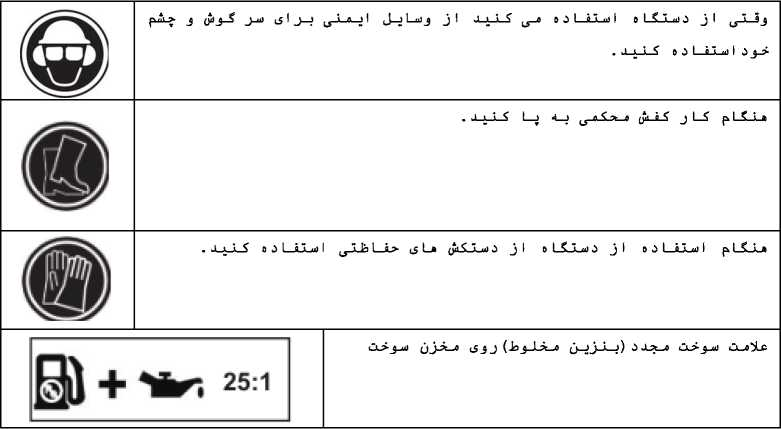 وقتی از دستگاه استفاده می کنید از وسایل ایمنی برای سر گوش و چشم
خوداستفاده کنید.
هنگام کار کفش محکمی به پا کنید.
هنگام استفاده از دستگاه از دستکش های حفاظتی استفاده کنید.
علامت سوخت مجدد (بنزین مخلوط) روی مخزن سوخت
+ 25:1